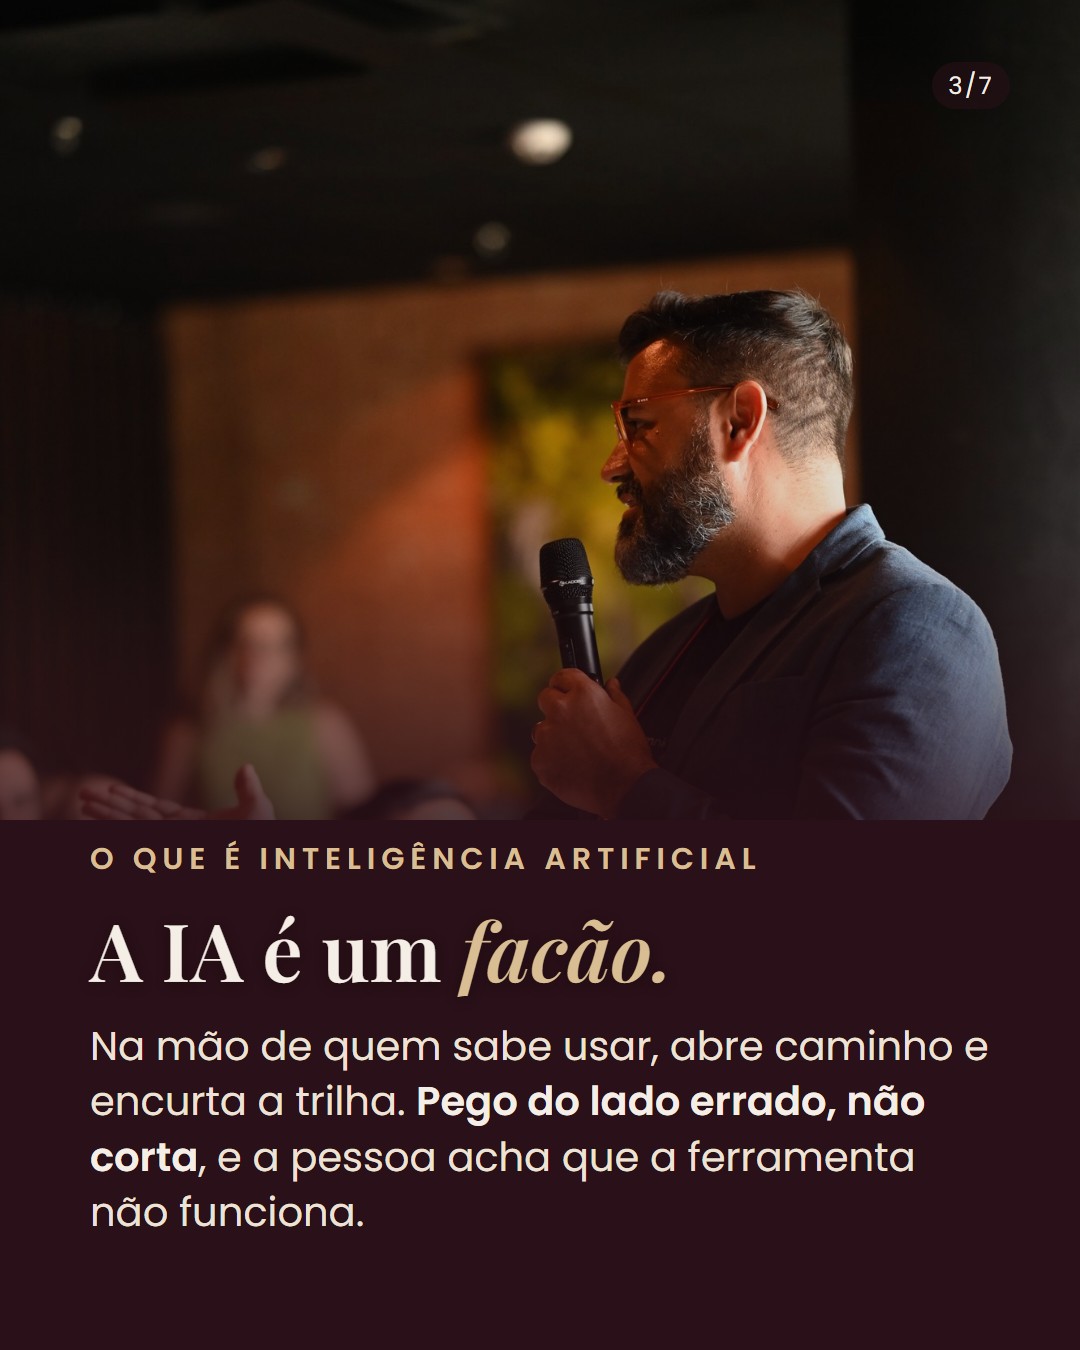 3/7
O QUE É INTELIGÊNCIA ARTIFICIAL
A IA é um facão.
Na mão de quem sabe usar, abre caminho e
encurta a trilha. Pego do lado errado, não
corta, e a pessoa acha que a ferramenta
não funciona.